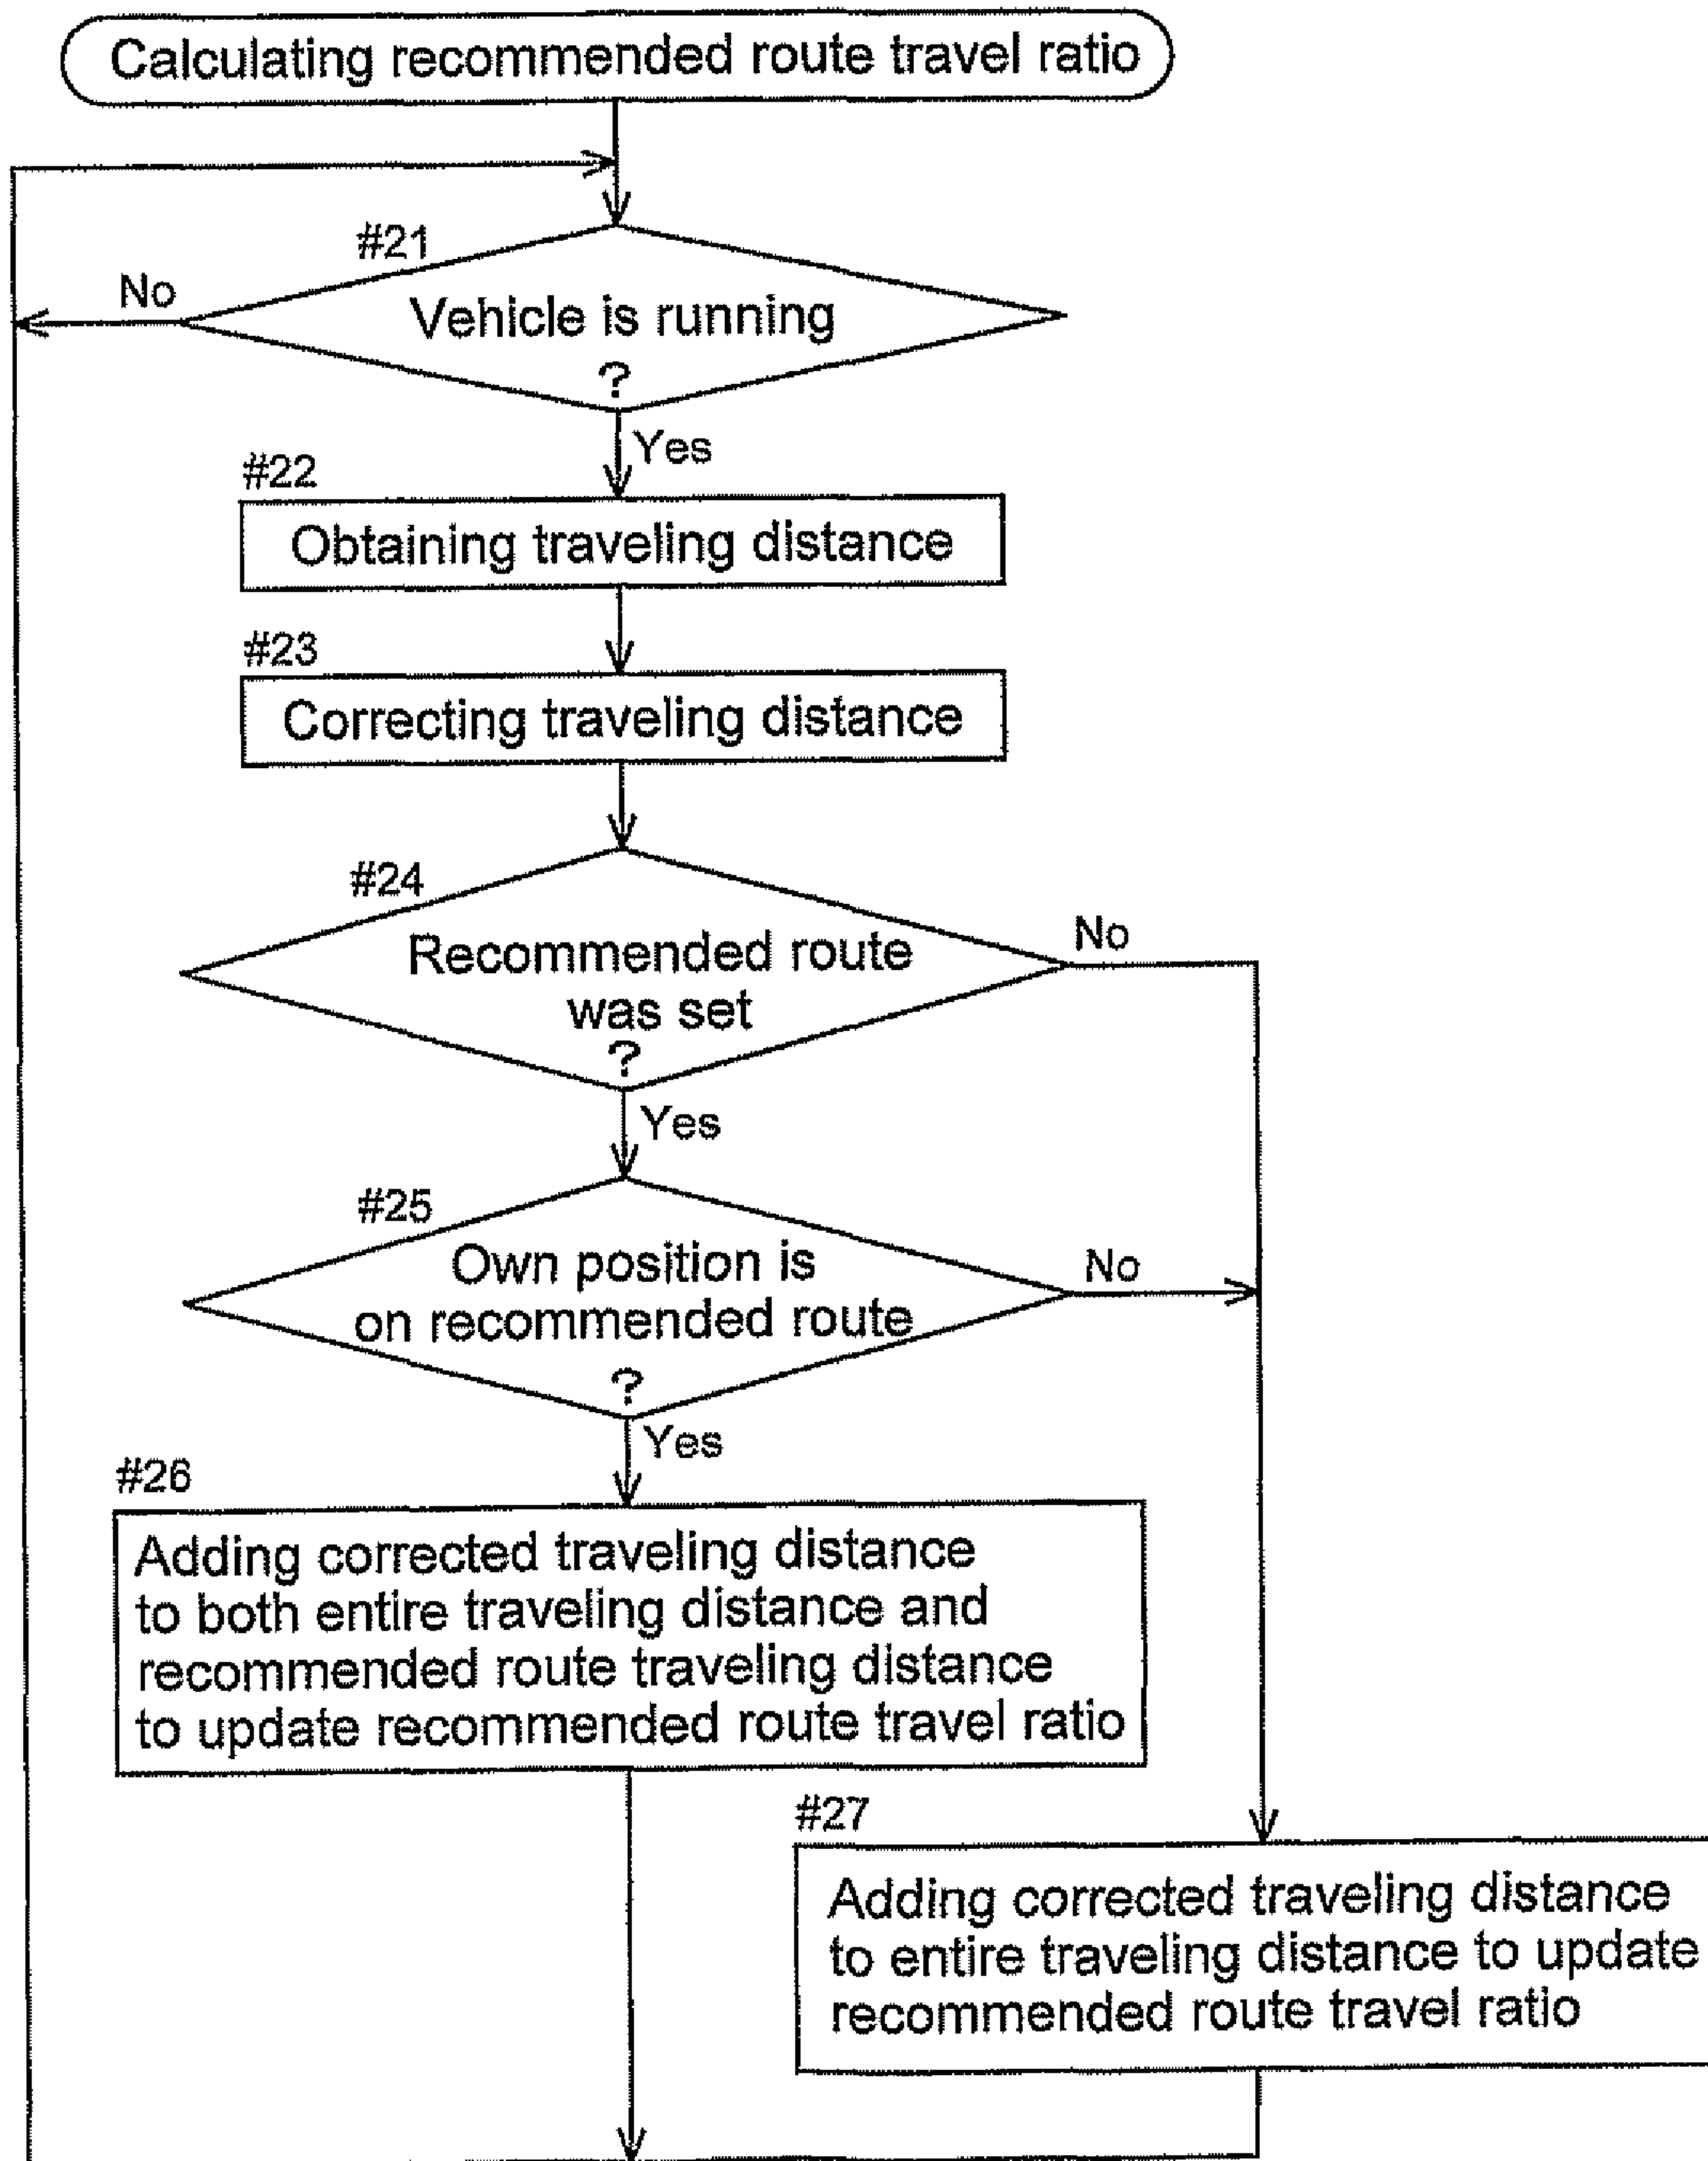 Calculating recommended route travel ratio
#21
No
Vehicle is running
?
Yes
#22
Obtaining traveling distance
#23
Correcting traveling distance
#24
No
Recommended route
was set
?
Yes
#25
No
Own position is
on recommended route
?
Yes
#26
Adding corrected traveling distance
to both entire traveling distance and
recommended route traveling distance
to update recommended route travel ratio
#27
Adding corrected traveling distance
to entire traveling distance to update
recommended route travel ratio